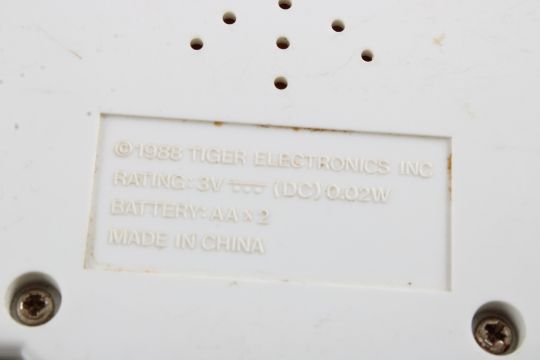 ©1988 TIGER ELECTRONICS INC
RATING: 3V ⎓ (DC) 0.02W
BATTERY: AA × 2
MADE IN CHINA